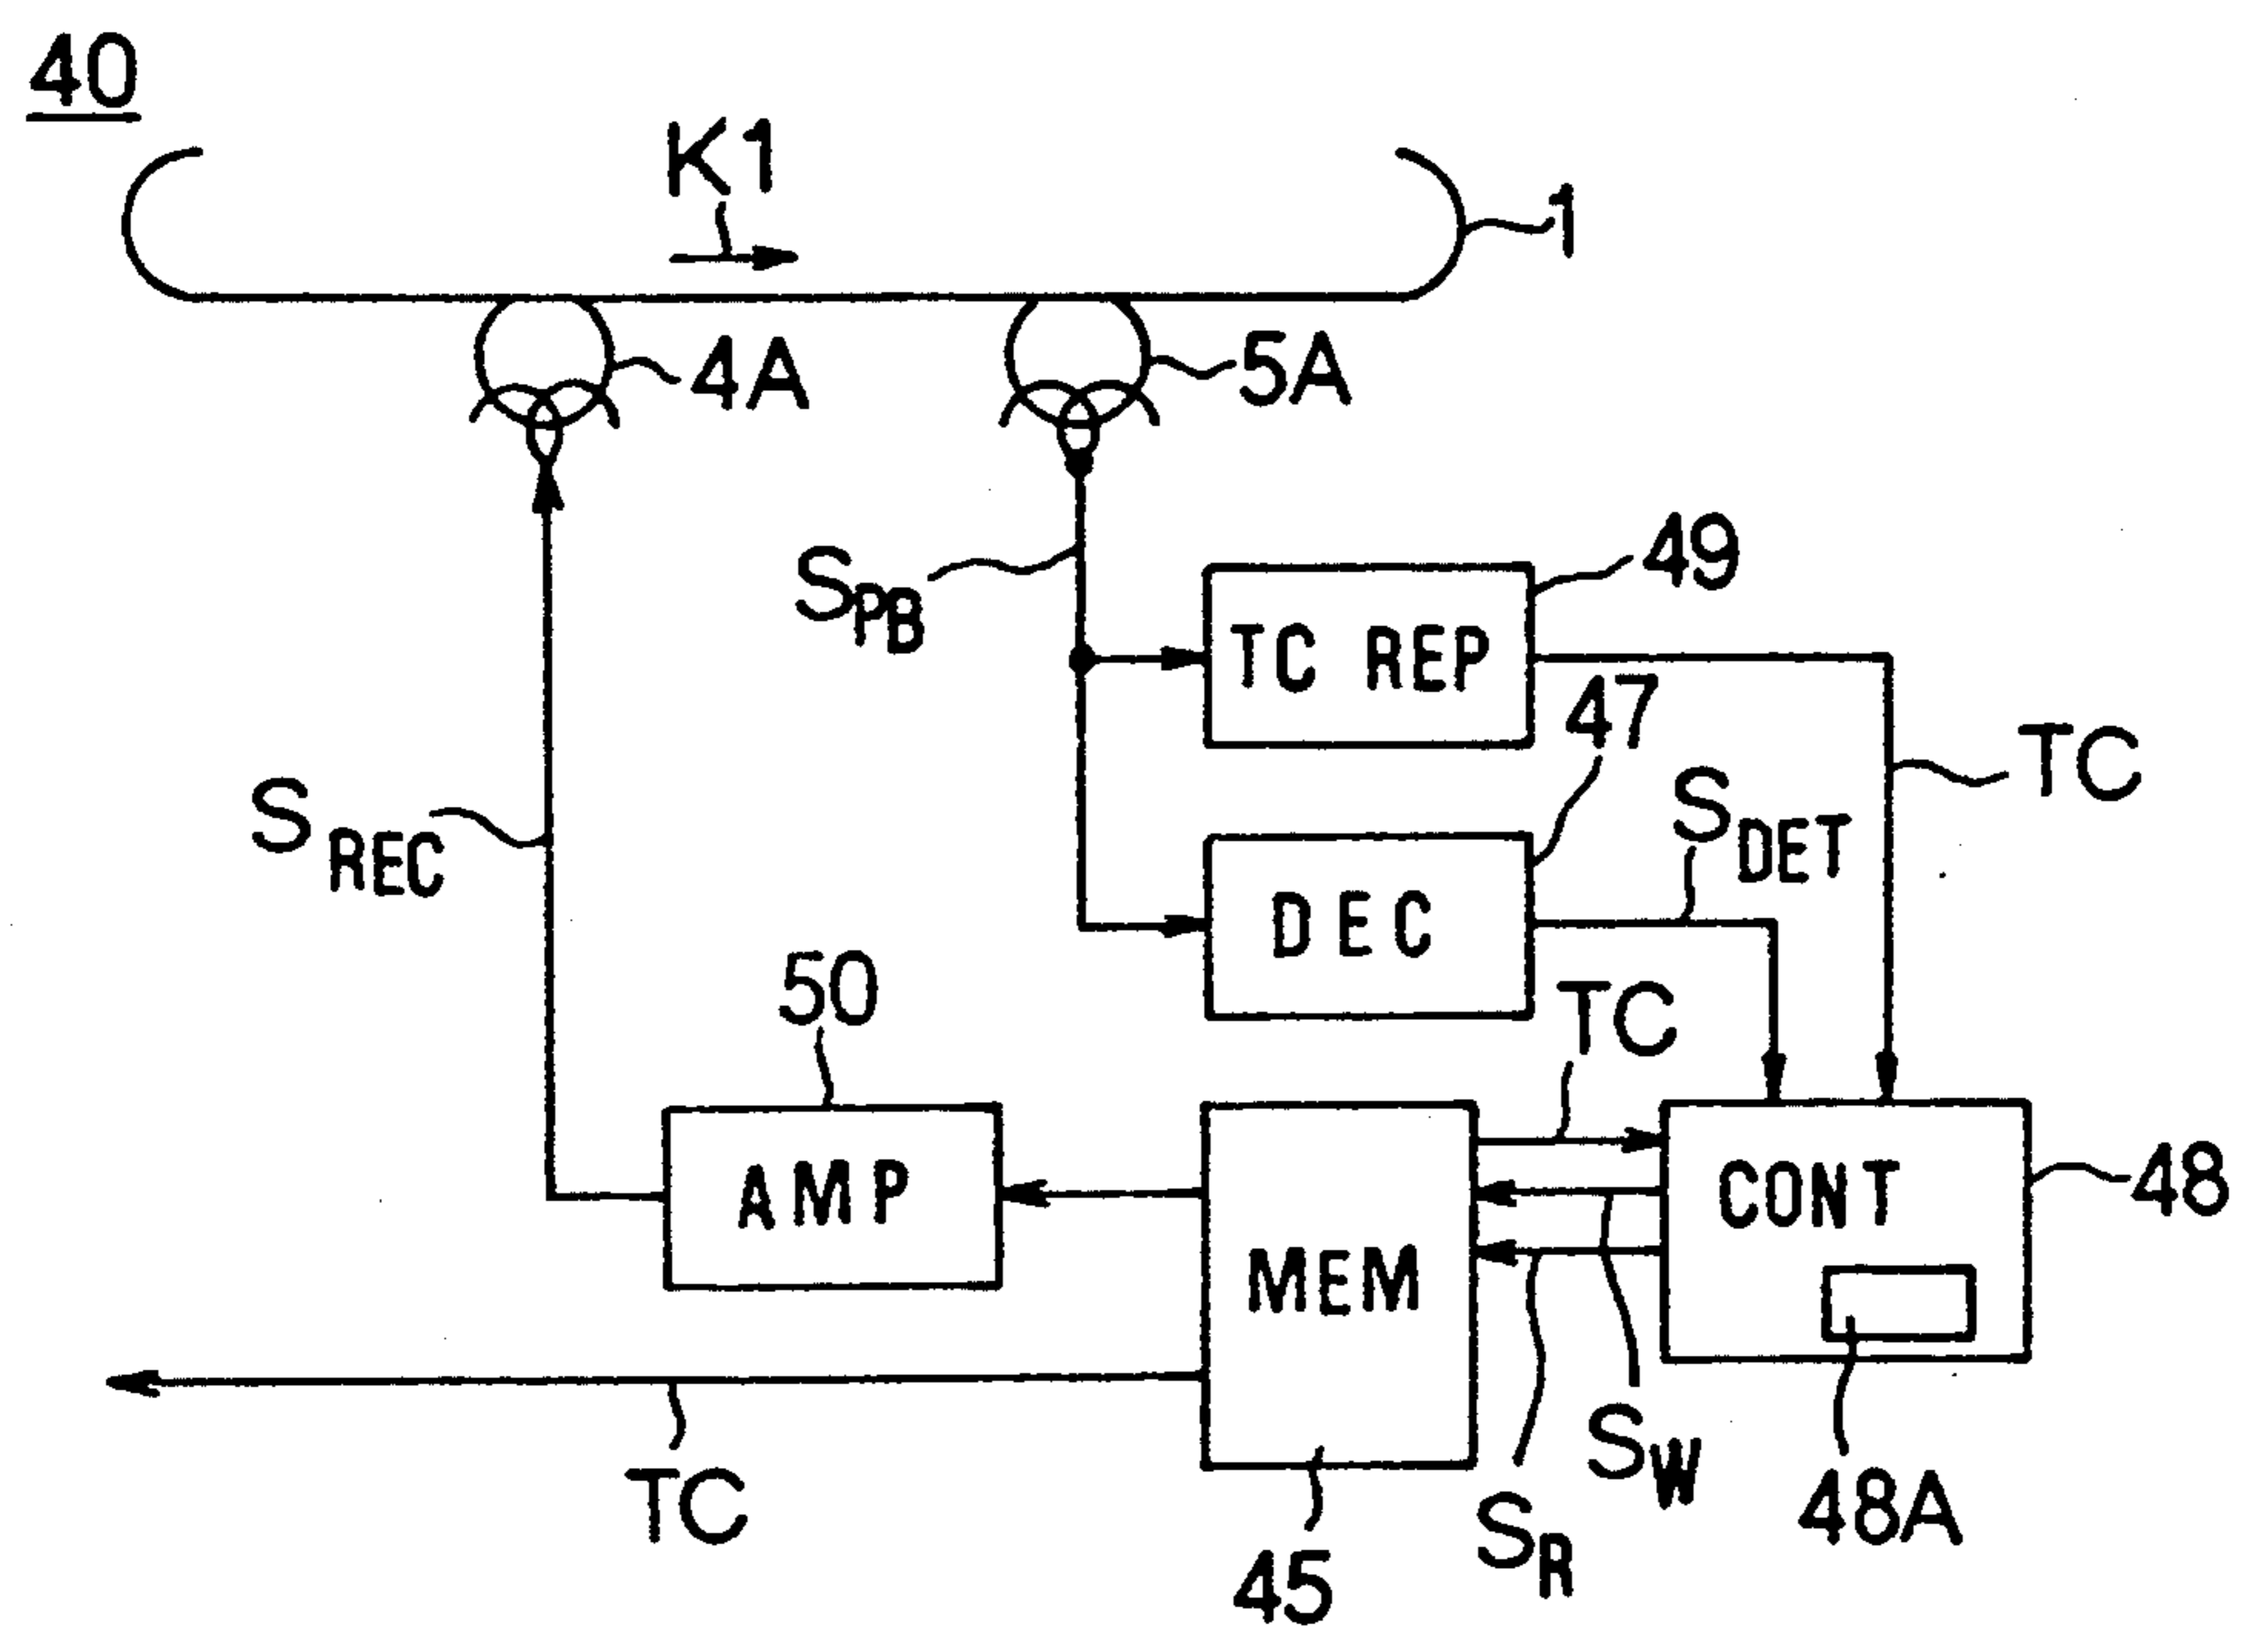 40
K1
1
4A
5A
SPB
49
TC REP
47
TC
SREC
SDET
DEC
50
TC
AMP
MEM
CONT
48
TC
SR
SW
48A
45